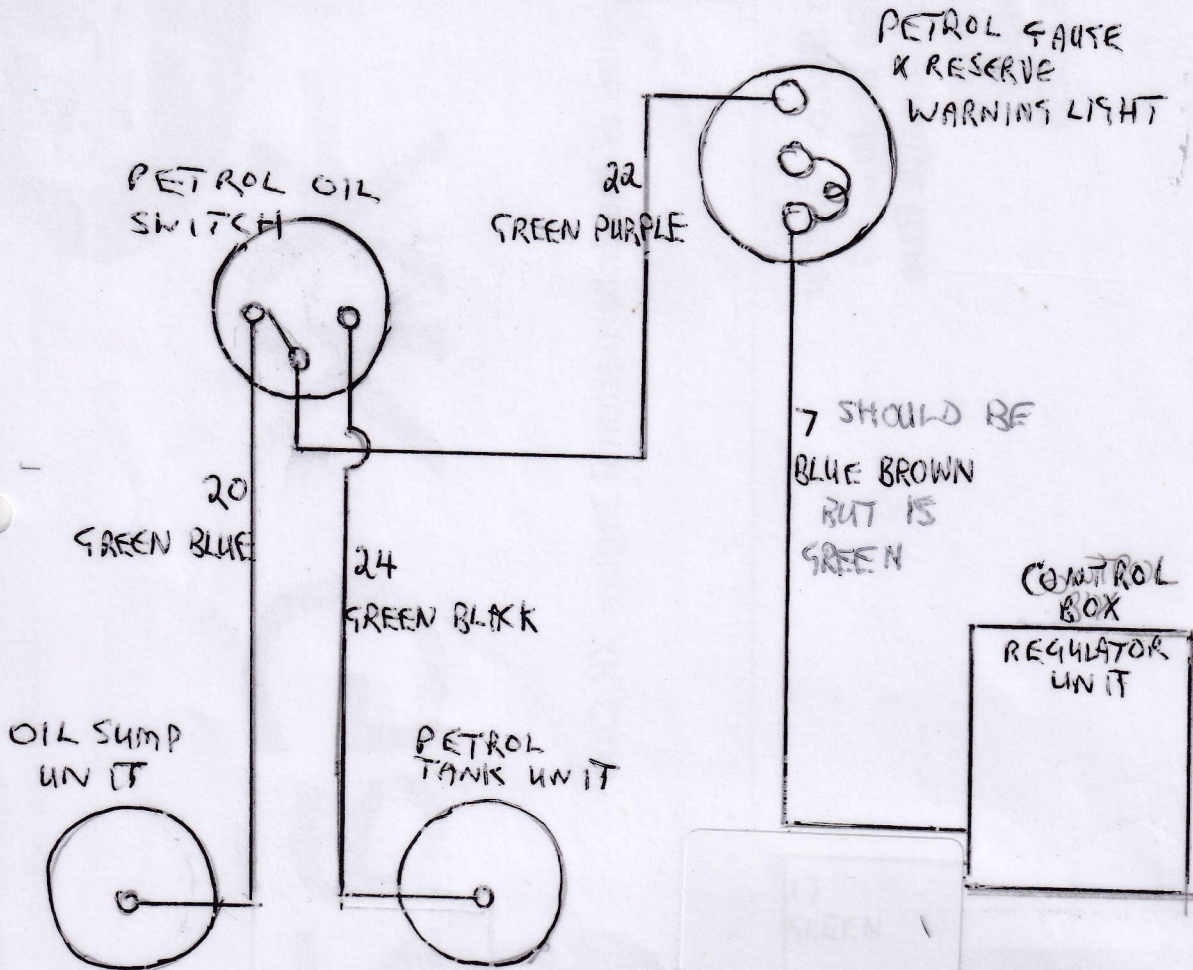 PETROL GAUGE
& RESERVE
WARNING LIGHT
PETROL OIL
SWITCH
22
GREEN PURPLE
7 SHOULD BE
BLUE BROWN
BUT IS
GREEN
20
GREEN BLUE
24
GREEN BLACK
CONTROL
BOX
REGULATOR
UNIT
OIL SUMP
UNIT
PETROL
TANK UNIT